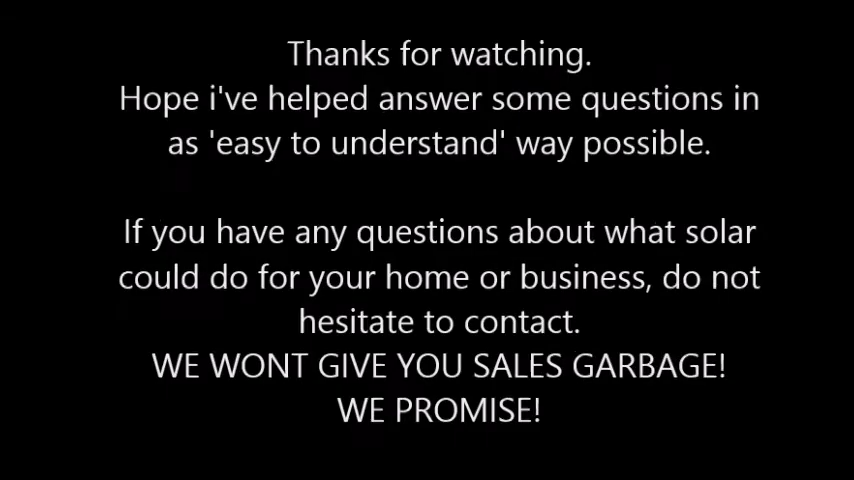 Thanks for watching.
Hope i've helped answer some questions in
as 'easy to understand' way possible.
If you have any questions about what solar
could do for your home or business, do not
hesitate to contact.
WE WONT GIVE YOU SALES GARBAGE!
WE PROMISE!